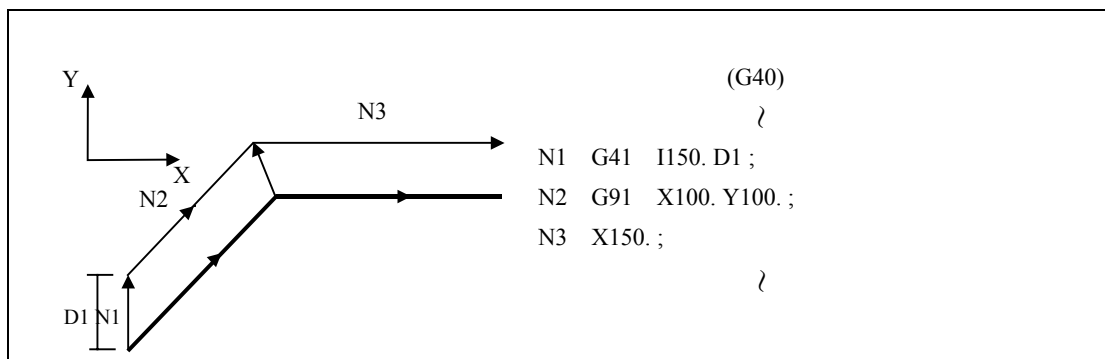 Y
X
N3
N2
D1 N1
(G40)
~
N1 G41 I150. D1 ;
N2 G91 X100. Y100. ;
N3 X150. ;
~